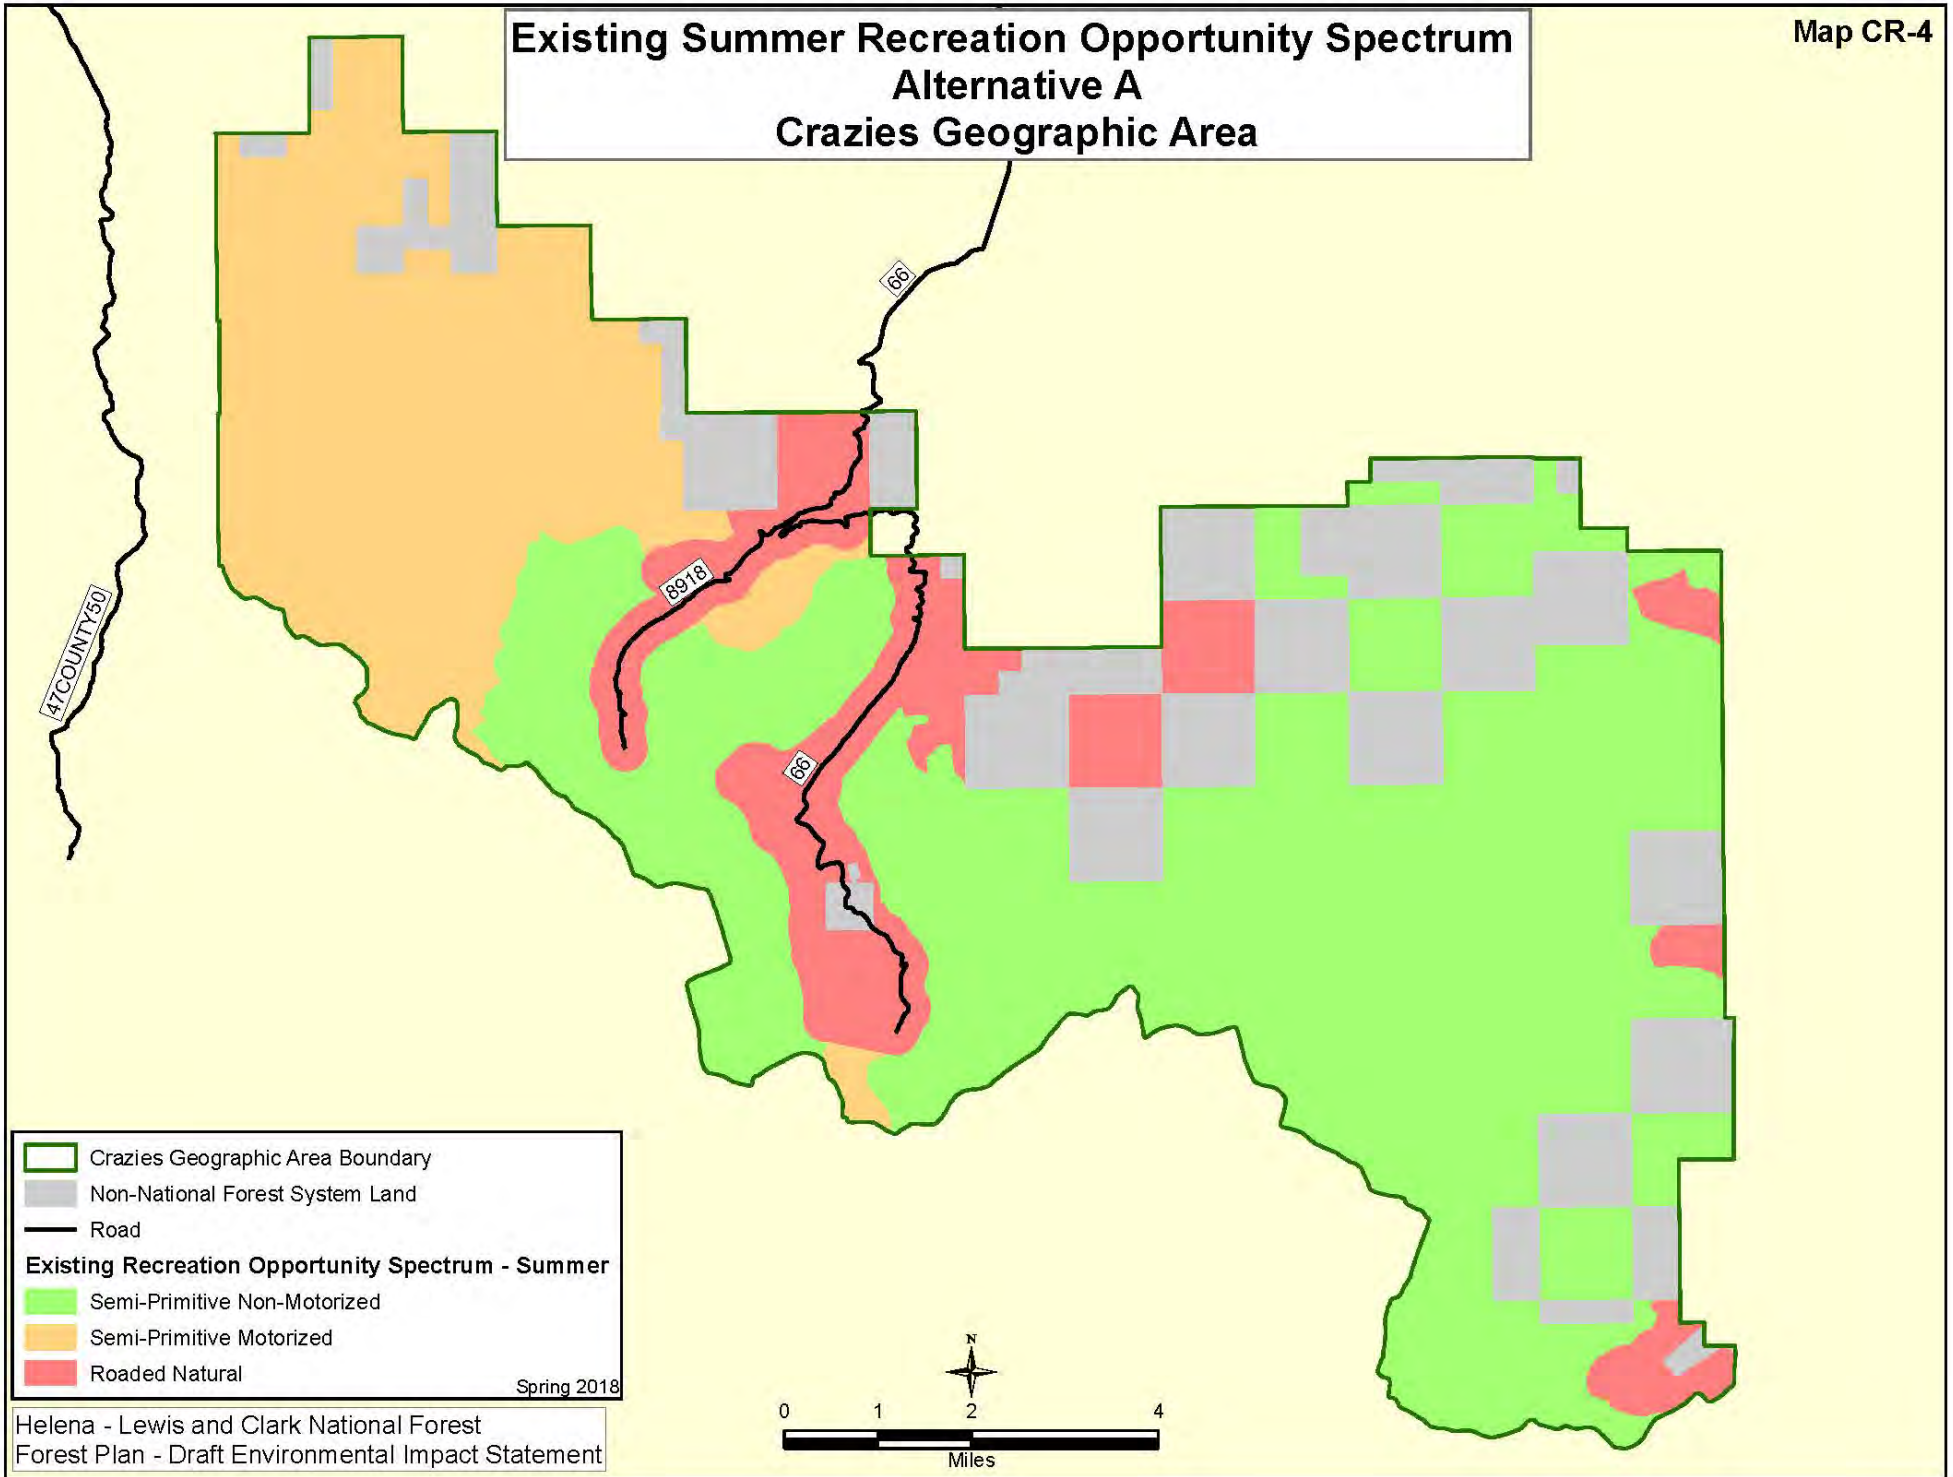 Existing Summer Recreation Opportunity Spectrum
Alternative A
Crazies Geographic Area
Map CR-4
66
8918
47COUNTY50
66
Crazies Geographic Area Boundary
Non-National Forest System Land
Road
Existing Recreation Opportunity Spectrum - Summer
Semi-Primitive Non-Motorized
Semi-Primitive Motorized
Roaded Natural
Spring 2018
Helena - Lewis and Clark National Forest
Forest Plan - Draft Environmental Impact Statement
N
0 1 2 4
Miles